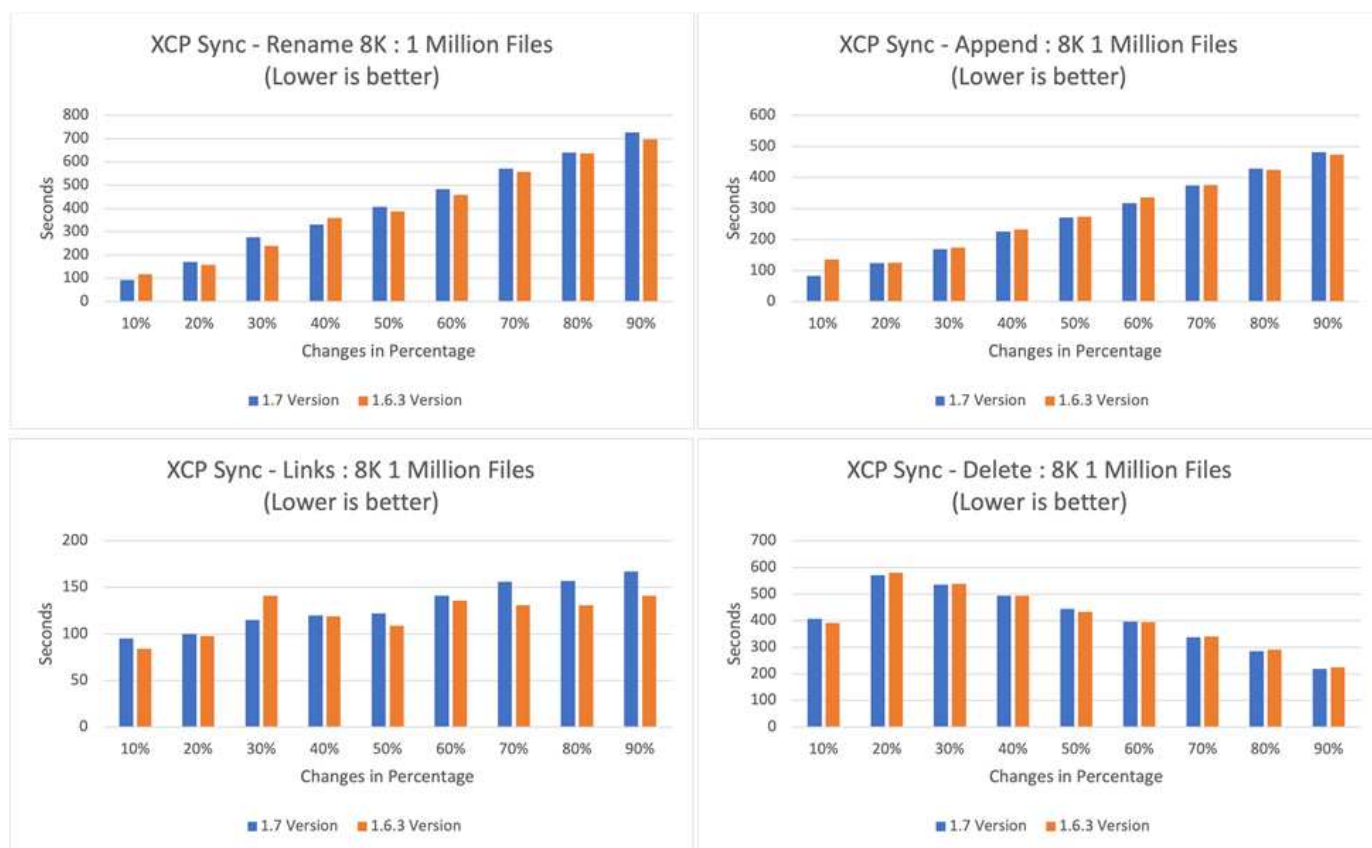 XCP Sync - Rename 8K : 1 Million Files
(Lower is better)
800
700
600
500
400
300
200
100
0
Seconds
10% 20% 30% 40% 50% 60% 70% 80% 90%
Changes in Percentage
1.7 Version 1.6.3 Version
XCP Sync - Append : 8K 1 Million Files
(Lower is better)
600
500
400
300
200
100
0
Seconds
10% 20% 30% 40% 50% 60% 70% 80% 90%
Changes in Percentage
1.7 Version 1.6.3 Version
XCP Sync - Links : 8K 1 Million Files
(Lower is better)
200
150
100
50
0
Seconds
10% 20% 30% 40% 50% 60% 70% 80% 90%
Changes in Percentage
1.7 Version 1.6.3 Version
XCP Sync - Delete : 8K 1 Million Files
(Lower is better)
700
600
500
400
300
200
100
0
Seconds
10% 20% 30% 40% 50% 60% 70% 80% 90%
Changes in Percentage
1.7 Version 1.6.3 Version